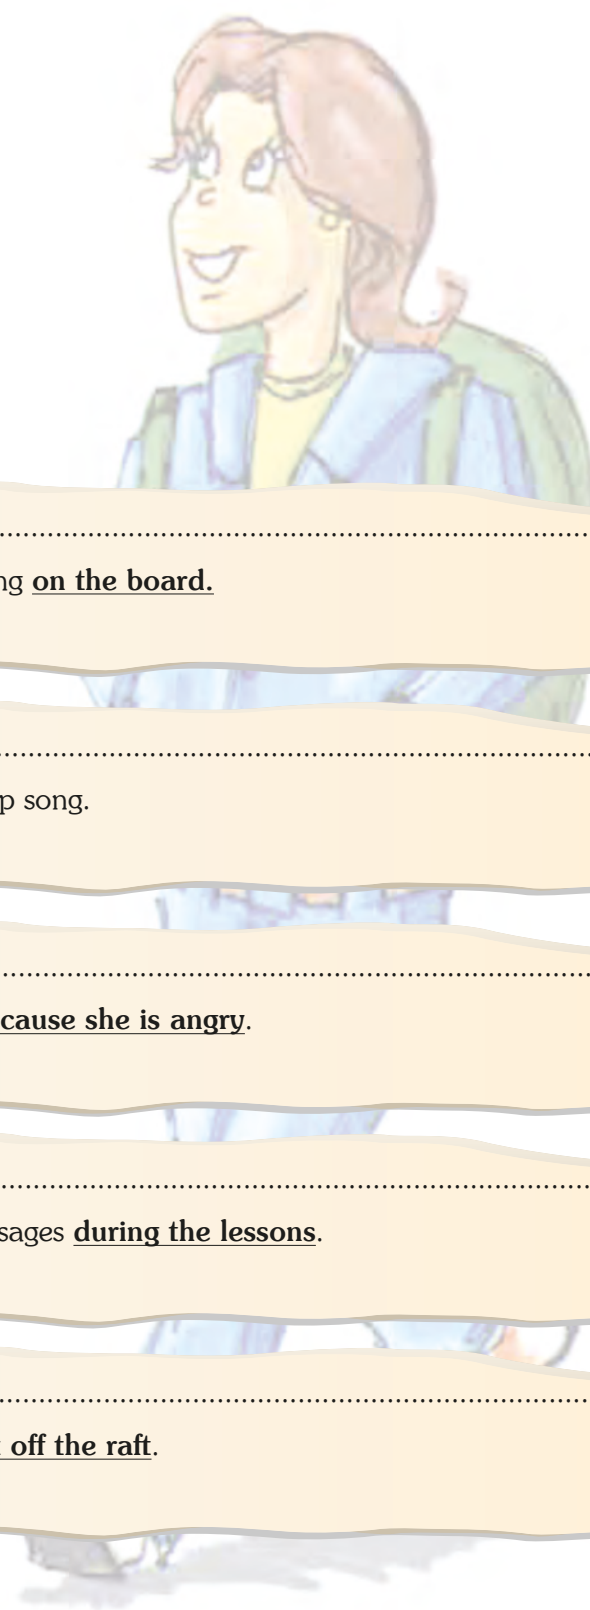 ng on the board.
p song.
cause she is angry.
sages during the lessons.
off the raft.